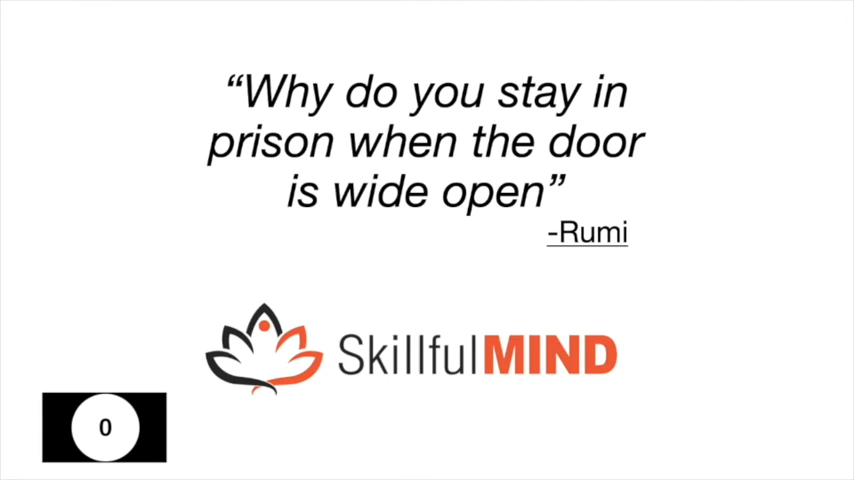 “Why do you stay in
prison when the door
is wide open”
-Rumi
SkillfulMIND
0